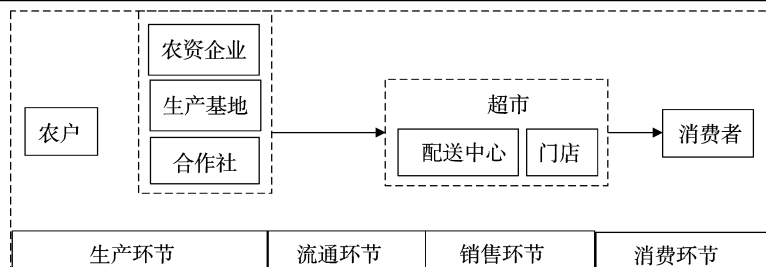 农资企业
生产基地
合作社
农户
超市
配送中心
门店
消费者
生产环节
流通环节
销售环节
消费环节